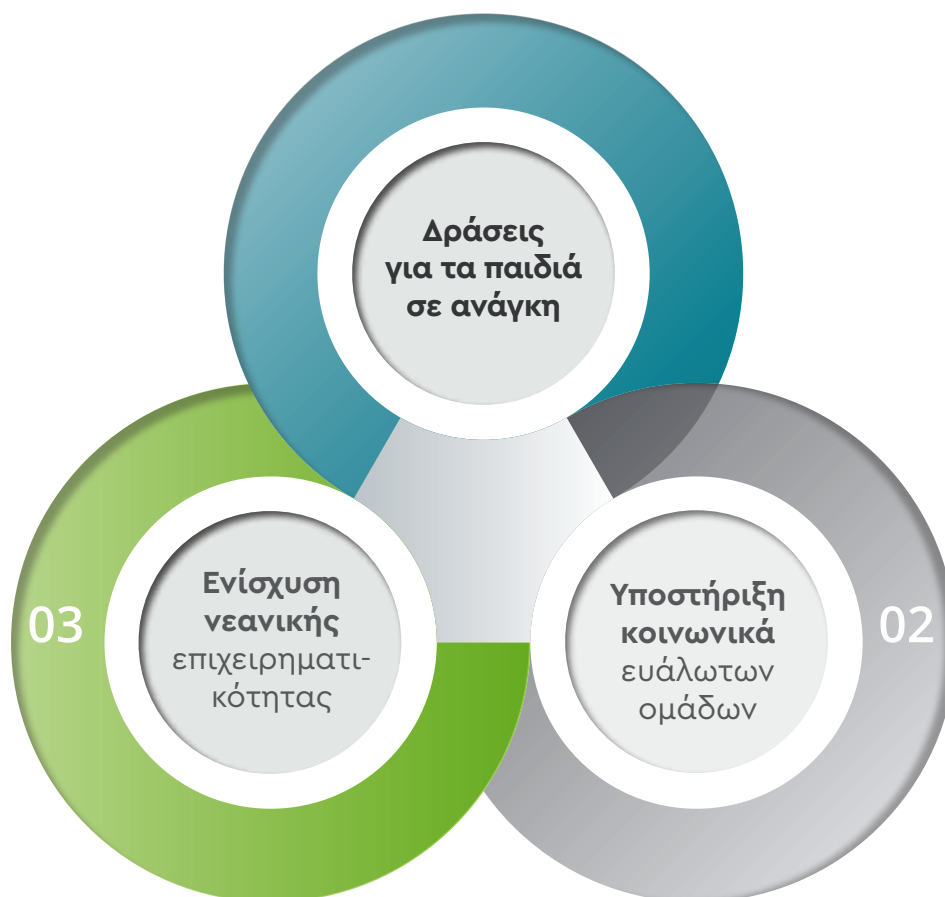 Δράσεις
για τα παιδιά
σε ανάγκη
03
Ενίσχυση
νεανικής
επιχειρηματι-
κότητας
Υποστήριξη
κοινωνικά
ευάλωτων
ομάδων
02